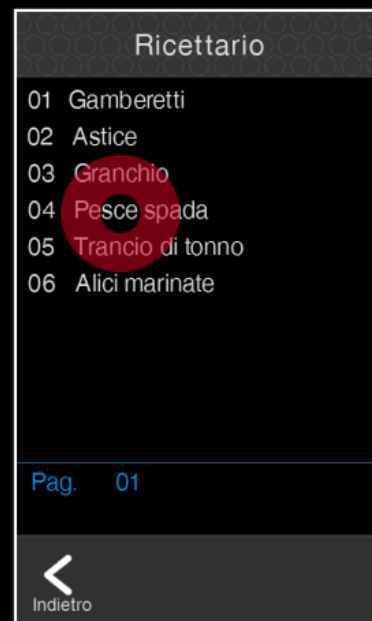 Ricettario
01 Gamberetti
02 Astice
03 Granchio
04 Pesce spada
05 Trancio di tonno
06 Alici marinate
Pag. 01
Indietro